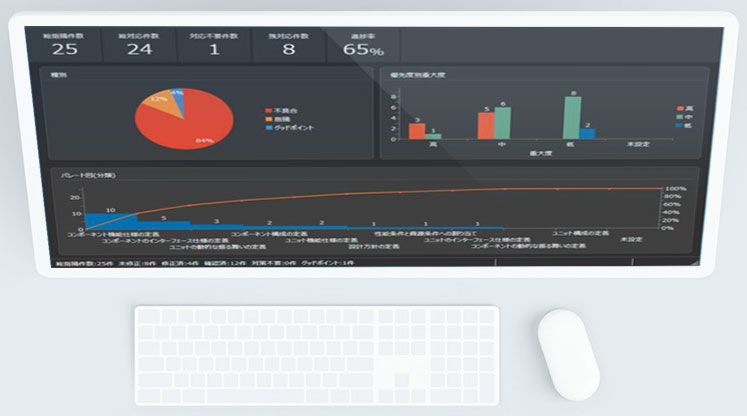 総指摘件数 総対応件数 対応不要件数 残対応件数 進捗率
25 24 1 8 65%
種別
4%
12%
84%
不具合
指摘
グッドポイント
優先度別重大度
8
6
4
2
0
3 1 5 6 8 2
高 中 低 未設定
重大度
高
中
低
パレート図(分類)
20
10
0
10 5 3 2 2 1 1 1
100%
80%
60%
40%
20%
0%
コンポーネント機能仕様の定義 コンポーネント構成の定義 性能条件と資源条件への割り当て ユニット構成の定義
コンポーネントのインターフェース仕様の定義 ユニット機能仕様の定義 ユニットのインターフェース仕様の定義 未設定
ユニットの動的な振る舞いの定義 設計方針の定義 コンポーネントの動的な振る舞いの定義
総指摘件数:25件 未修正:8件 修正済:4件 確認済:12件 対策不要:0件 グッドポイント:1件